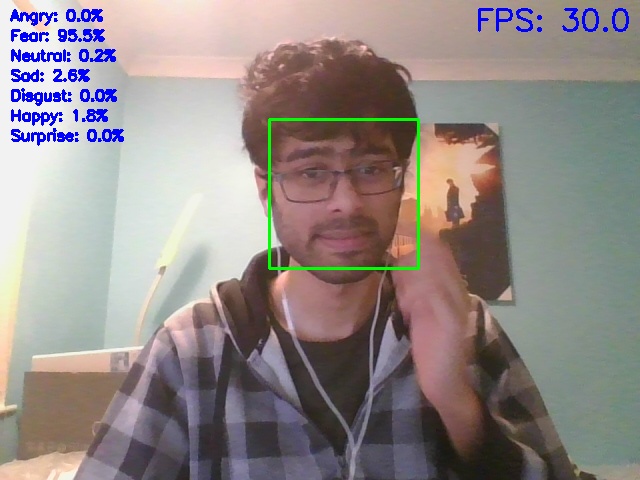 Angry: 0.0%
Fear: 95.5%
Neutral: 0.2%
Sad: 2.6%
Disgust: 0.0%
Happy: 1.8%
Surprise: 0.0%
FPS: 30.0